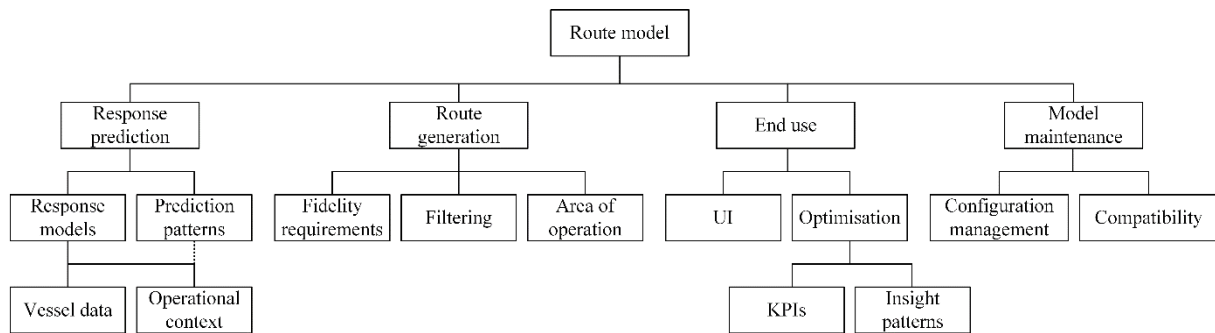 Route model
Response
prediction
Route
generation
End use
Model
maintenance
Response
models
Prediction
patterns
Fidelity
requirements
Filtering
Area of
operation
UI
Optimisation
Configuration
management
Compatibility
Vessel data
Operational
context
KPIs
Insight
patterns